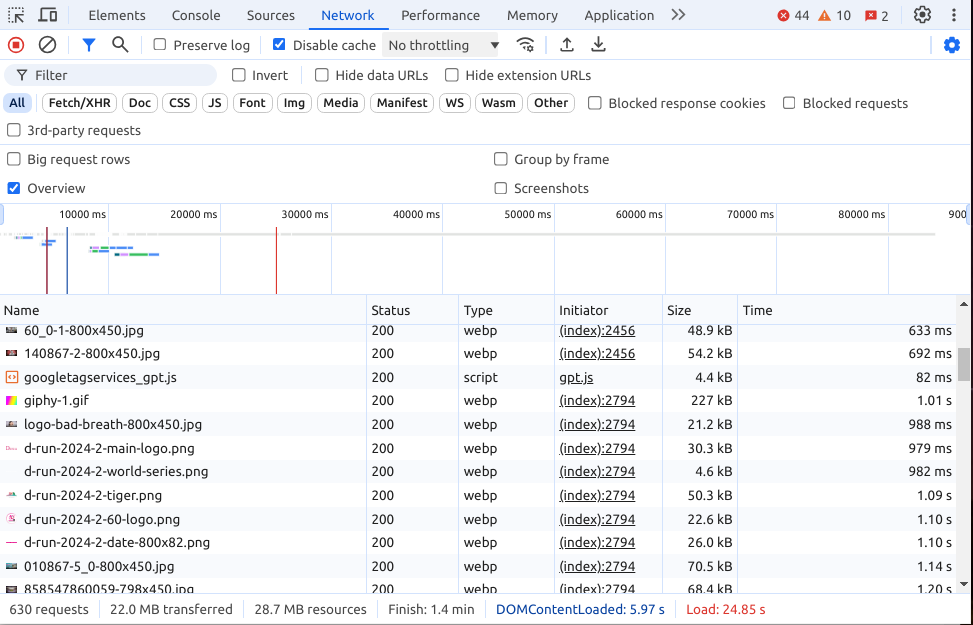 Elements Console Sources Network Performance Memory Application 44 10 2
Preserve log Disable cache No throttling
Filter Invert Hide data URLs Hide extension URLs
All Fetch/XHR Doc CSS JS Font Img Media Manifest WS Wasm Other Blocked response cookies Blocked requests
3rd-party requests
Big request rows Group by frame
Overview Screenshots
10000 ms 20000 ms 30000 ms 40000 ms 50000 ms 60000 ms 70000 ms 80000 ms 900
Name Status Type Initiator Size Time
60_0-1-800x450.jpg 200 webp (index):2456 48.9 kB 633 ms
140867-2-800x450.jpg 200 webp (index):2456 54.2 kB 692 ms
googletagservices_gpt.js 200 script gpt.js 4.4 kB 82 ms
giphy-1.gif 200 webp (index):2794 227 kB 1.01 s
logo-bad-breath-800x450.jpg 200 webp (index):2794 21.2 kB 988 ms
d-run-2024-2-main-logo.png 200 webp (index):2794 30.3 kB 979 ms
d-run-2024-2-world-series.png 200 webp (index):2794 4.6 kB 982 ms
d-run-2024-2-tiger.png 200 webp (index):2794 50.3 kB 1.09 s
d-run-2024-2-60-logo.png 200 webp (index):2794 22.6 kB 1.10 s
d-run-2024-2-date-800x82.png 200 webp (index):2794 26.0 kB 1.10 s
010867-5_0-800x450.jpg 200 webp (index):2794 70.5 kB 1.14 s
858547860059-798x450.jpg 200 webp (index):2794 68.4 kB 1.20 s
630 requests 22.0 MB transferred 28.7 MB resources Finish: 1.4 min DOMContentLoaded: 5.97 s Load: 24.85 s